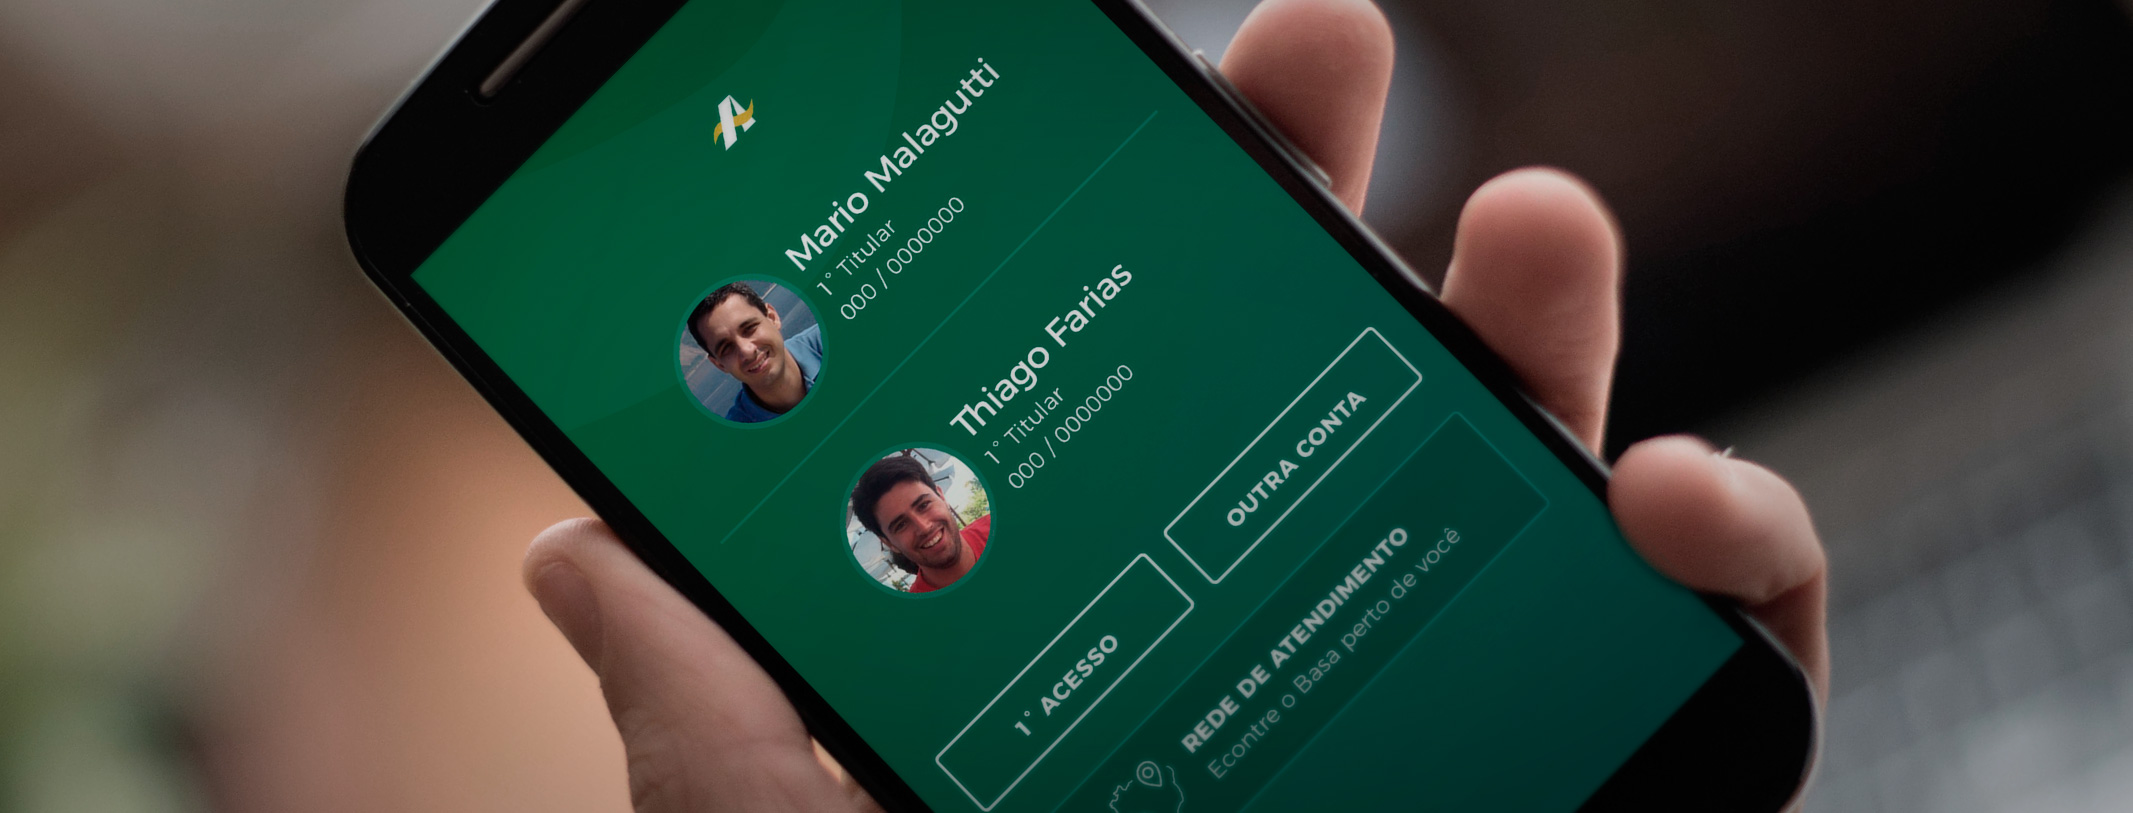 Mario Malagutti
1° Titular
000 / 0000000
Thiago Farias
1° Titular
000 / 0000000
1° ACESSO
OUTRA CONTA
REDE DE ATENDIMENTO
Econtre o Basa perto de você